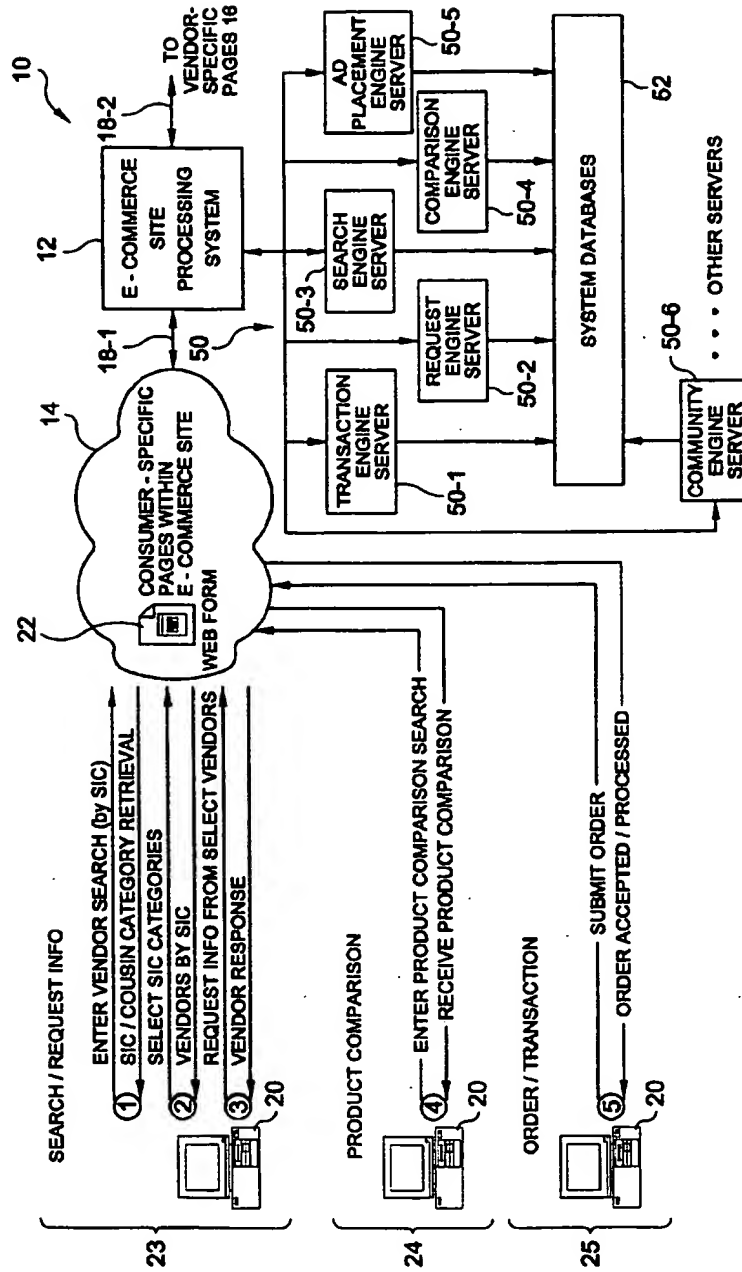 10
TO
VENDOR-
SPECIFIC
PAGES 16
18-2
12
E - COMMERCE
SITE
PROCESSING
SYSTEM
18-1
14
22
CONSUMER - SPECIFIC
PAGES WITHIN
E - COMMERCE SITE
WEB FORM
50
TRANSACTION
ENGINE
SERVER
50-1
REQUEST
ENGINE
SERVER
50-2
SEARCH
ENGINE
SERVER
50-3
COMPARISON
ENGINE
SERVER
50-4
AD
PLACEMENT
ENGINE
SERVER
50-5
SYSTEM DATABASES
52
COMMUNITY
ENGINE
SERVER
50-6
• • • OTHER SERVERS
SEARCH / REQUEST INFO
1
ENTER VENDOR SEARCH (by SIC)
SIC / COUSIN CATEGORY RETRIEVAL
2
SELECT SIC CATEGORIES
VENDORS BY SIC
3
REQUEST INFO FROM SELECT VENDORS
VENDOR RESPONSE
20
23
PRODUCT COMPARISON
4
ENTER PRODUCT COMPARISON SEARCH
RECEIVE PRODUCT COMPARISON
20
24
ORDER / TRANSACTION
5
SUBMIT ORDER
ORDER ACCEPTED / PROCESSED
20
25